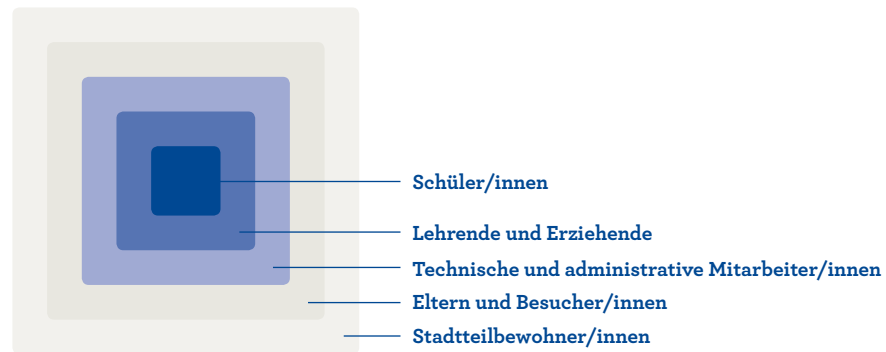 Schüler/innen
Lehrende und Erziehende
Technische und administrative Mitarbeiter/innen
Eltern und Besucher/innen
Stadtteilbewohner/innen